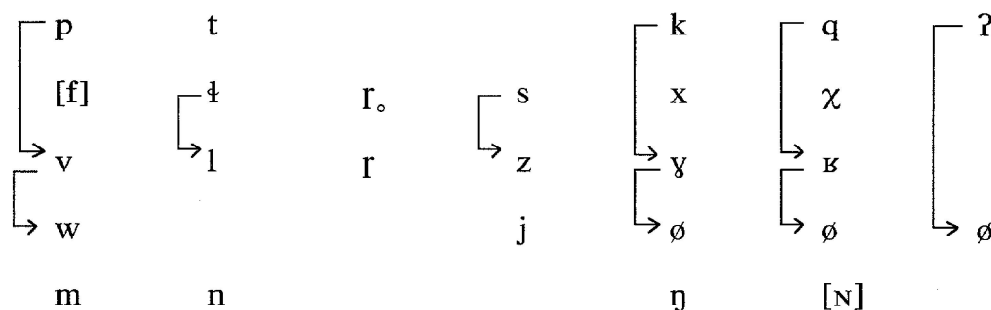 p t k q ʔ
[f] ɬ r̥ s x χ
v l r z ɣ ʁ
w j ø ø ø
m n ŋ [ɴ]